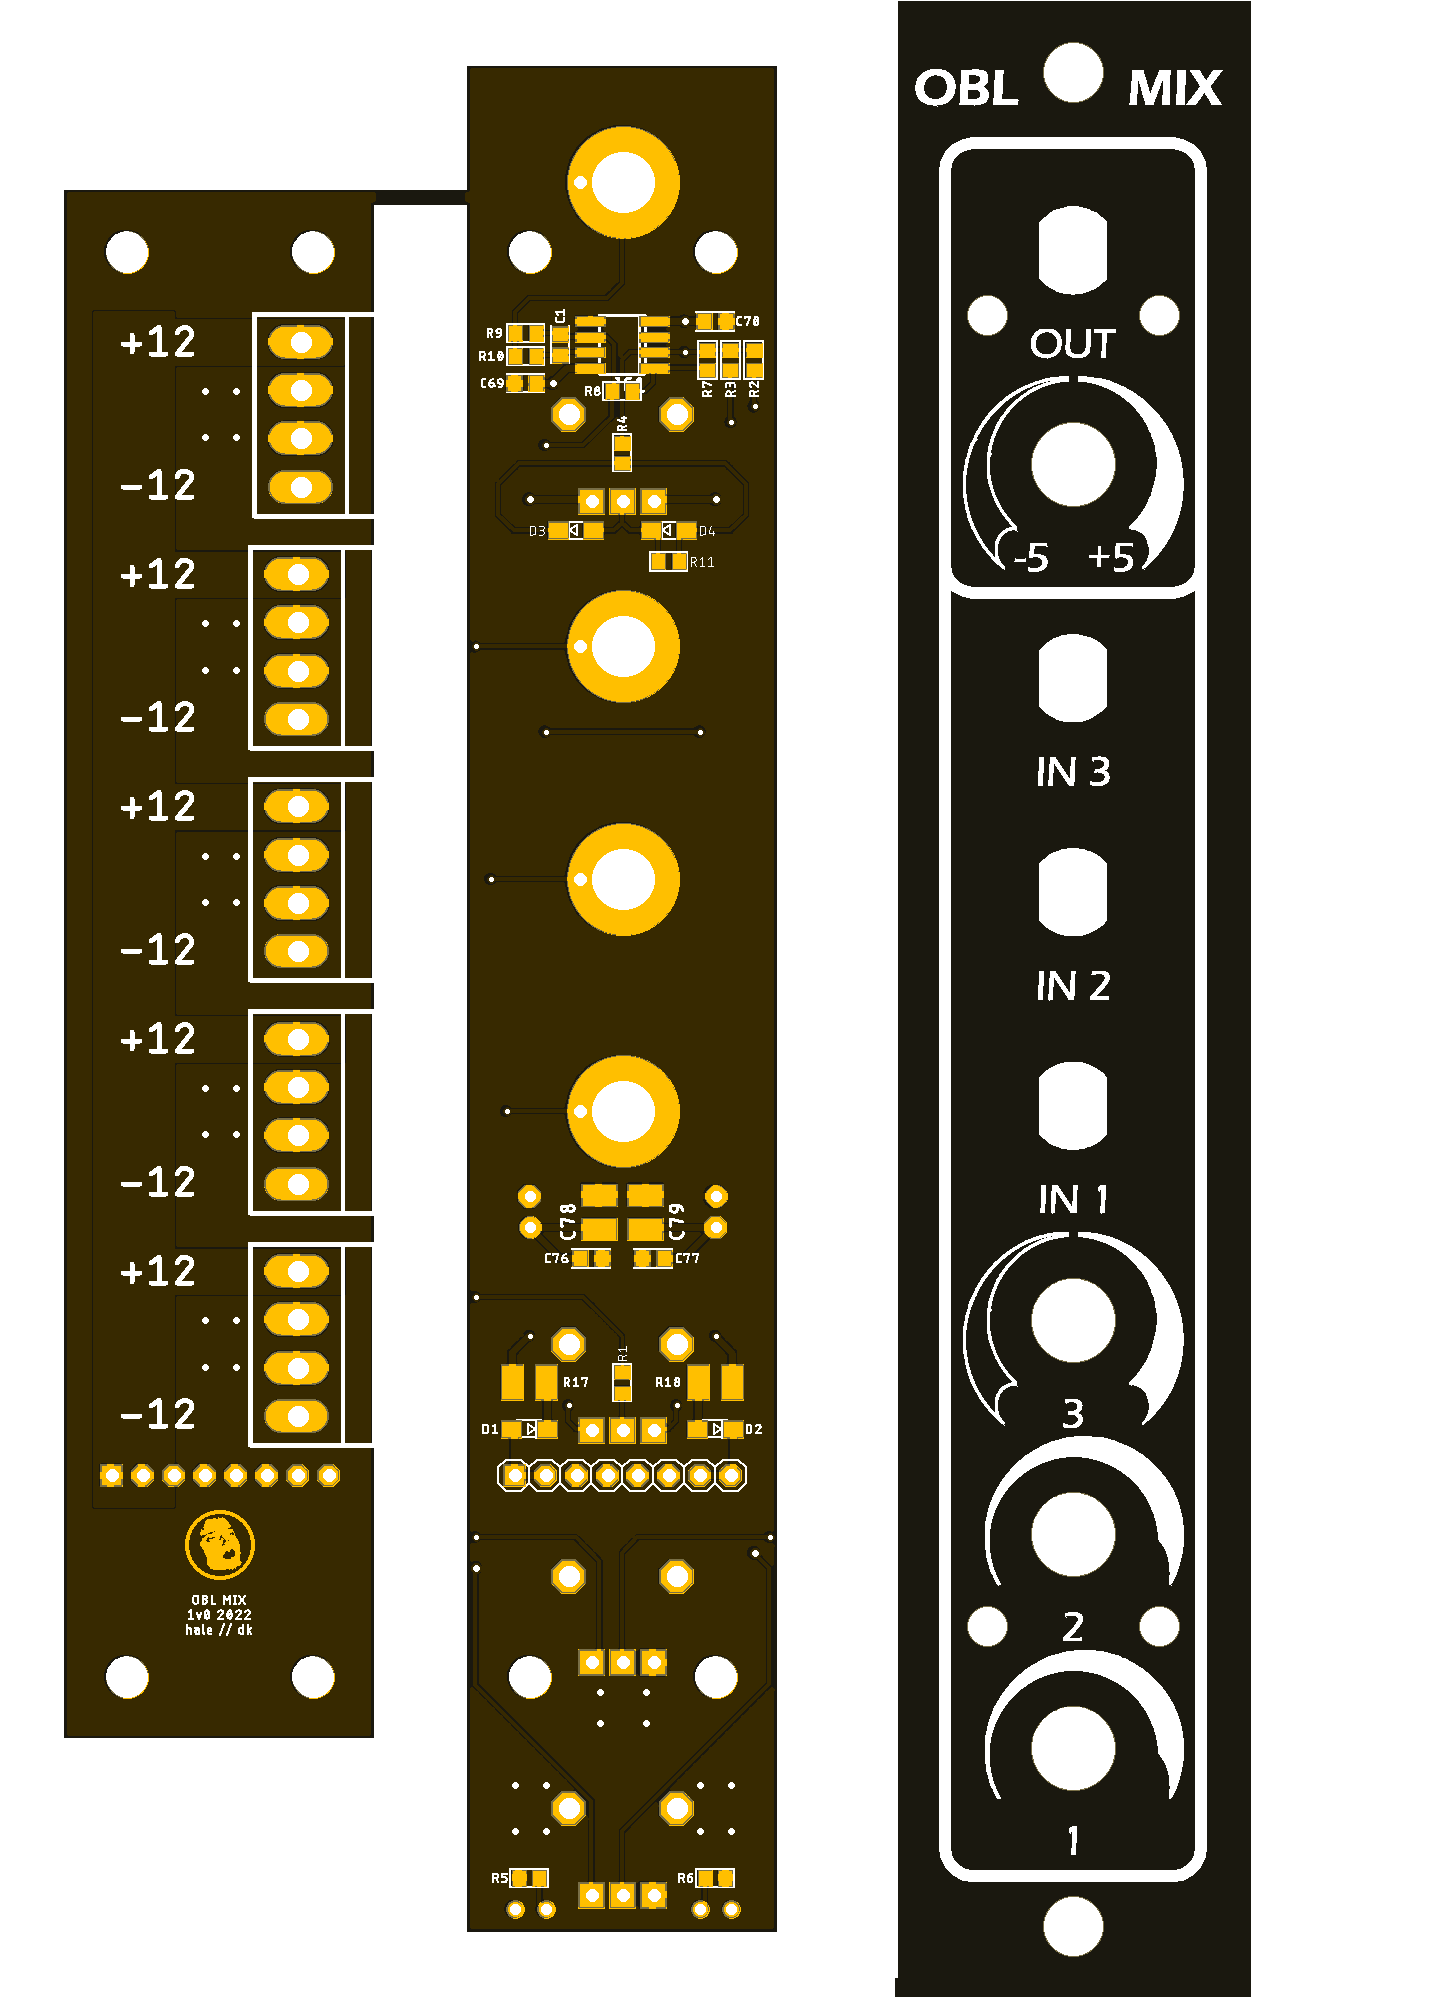 +12
-12
+12
-12
+12
-12
+12
-12
+12
-12
OBL MIX
1v0 2022
hale // dk
C1
R9
R10
C69
C70
R8
R7
R3
R2
R4
D3
D4
R11
C78
C79
C76
C77
R1
R17
R18
D1
D2
R5
R6
OBL MIX
OUT
-5 +5
IN 3
IN 2
IN 1
3
2
1